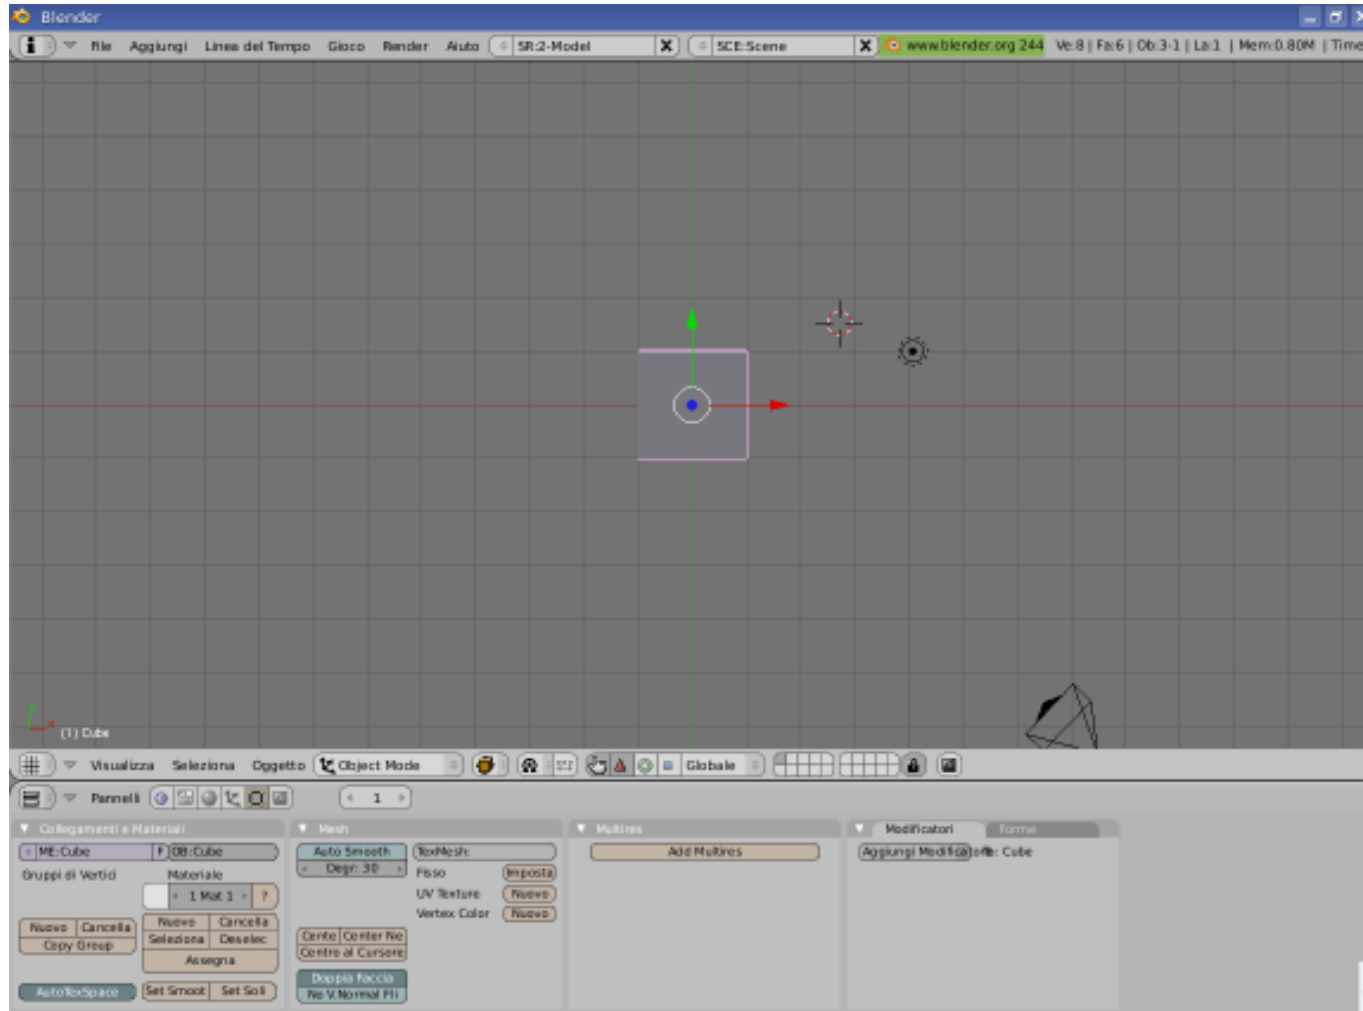 Blender
File Aggiungi Linea del Tempo Gioco Render Aiuto SR:2-Model X SCE:Scene X www.blender.org 244 Ve:8 | Fa:6 | Ob:3-1 | La:1 | Mem:0.80M | Time
x
(1) Cube
Visualizza Seleziona Oggetto Object Mode Globale
Pannelli 1
Collegamenti e Materiali Mesh Multires Modificatori Forme
ME:Cube F OB:Cube Auto Smooth TexMesh: Add Multires Aggiungi Modificatore: Cube
Gruppi di Vertici Materiale Degr: 30 Fisso Imposta
1 Mat 1 ? UV Texture Nuovo
Vertex Color Nuovo
Nuovo Cancella Nuovo Cancella
Copy Group Seleziona Deselec Cente Center Ne
Assegna Centro al Cursore
Doppia Faccia
AutoTexSpace Set Smoot Set Soli No V.Normal Fli